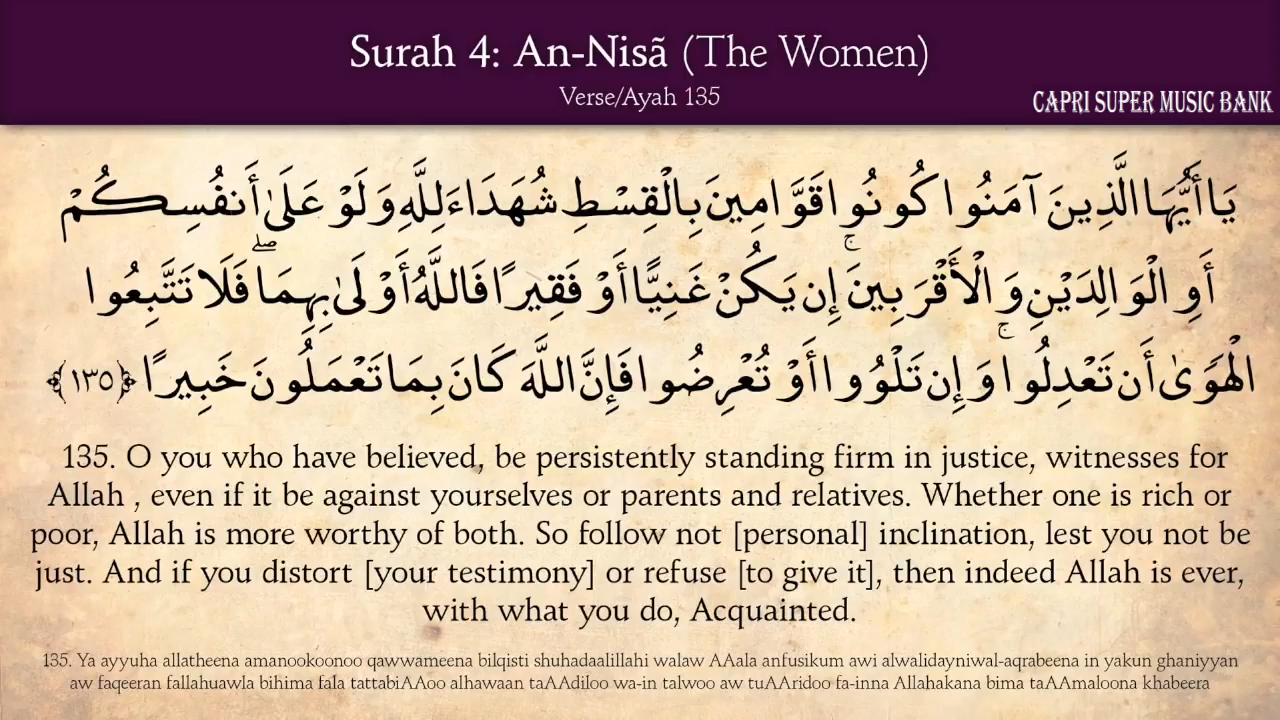 Surah 4: An-Nisã (The Women)
Verse/Ayah 135
CAPRI SUPER MUSIC BANK
يَا أَيُّهَا الَّذِينَ آمَنُوا كُونُوا قَوَّامِينَ بِالْقِسْطِ شُهَدَاءَ لِلَّهِ وَلَوْ عَلَىٰ أَنفُسِكُمْ
أَوِ الْوَالِدَيْنِ وَالْأَقْرَبِينَ ۚ إِن يَكُنْ غَنِيًّا أَوْ فَقِيرًا فَاللَّهُ أَوْلَىٰ بِهِمَا ۖ فَلَا تَتَّبِعُوا
الْهَوَىٰ أَن تَعْدِلُوا ۚ وَإِن تَلْوُوا أَوْ تُعْرِضُوا فَإِنَّ اللَّهَ كَانَ بِمَا تَعْمَلُونَ خَبِيرًا ﴿١٣٥﴾
135. O you who have believed, be persistently standing firm in justice, witnesses for
Allah , even if it be against yourselves or parents and relatives. Whether one is rich or
poor, Allah is more worthy of both. So follow not [personal] inclination, lest you not be
just. And if you distort [your testimony] or refuse [to give it], then indeed Allah is ever,
with what you do, Acquainted.
135. Ya ayyuha allatheena amanookoonoo qawwameena bilqisti shuhadaalillahi walaw AAala anfusikum awi alwalidayniwal-aqrabeena in yakun ghaniyyan
aw faqeeran fallahuawla bihima fala tattabiAAoo alhawaan taAAdiloo wa-in talwoo aw tuAAridoo fa-inna Allahakana bima taAAmaloona khabeera